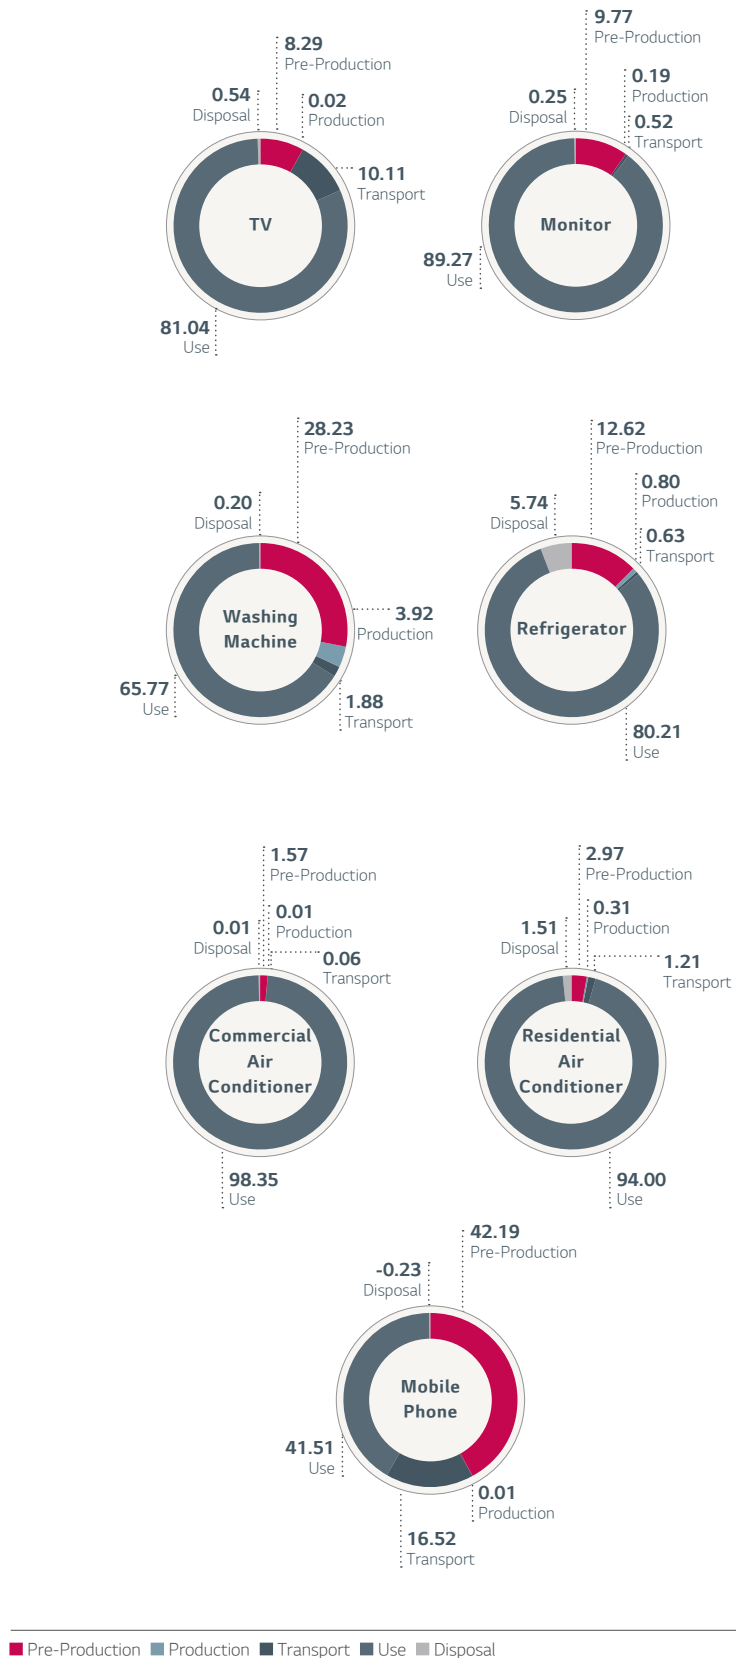 9.77
Pre-Production
8.29
Pre-Production
0.19
Production
0.54
Disposal
0.02
Production
0.25
Disposal
0.52
Transport
10.11
Transport
TV
Monitor
89.27
Use
81.04
Use
28.23
Pre-Production
12.62
Pre-Production
0.20
Disposal
5.74
Disposal
0.80
Production
0.63
Transport
Washing
Machine
3.92
Production
Refrigerator
65.77
Use
1.88
Transport
80.21
Use
1.57
Pre-Production
2.97
Pre-Production
0.01
Disposal
0.01
Production
0.06
Transport
1.51
Disposal
0.31
Production
1.21
Transport
Commercial
Air
Conditioner
Residential
Air
Conditioner
98.35
Use
94.00
Use
42.19
Pre-Production
-0.23
Disposal
Mobile
Phone
41.51
Use
0.01
Production
16.52
Transport
Pre-Production Production Transport Use Disposal